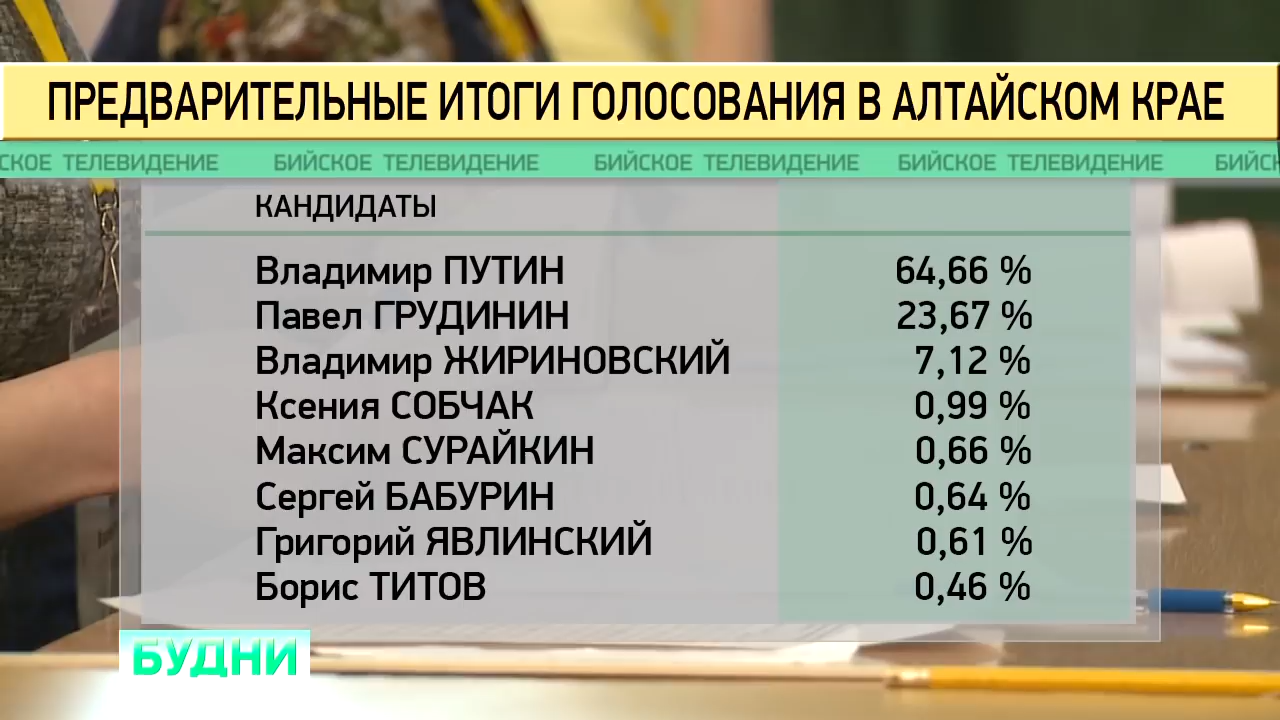 ПРЕДВАРИТЕЛЬНЫЕ ИТОГИ ГОЛОСОВАНИЯ В АЛТАЙСКОМ КРАЕ
СКОЕ ТЕЛЕВИДЕНИЕ БИЙСКОЕ ТЕЛЕВИДЕНИЕ БИЙСКОЕ ТЕЛЕВИДЕНИЕ БИЙСКОЕ ТЕЛЕВИДЕНИЕ БИЙСК
КАНДИДАТЫ
Владимир ПУТИН 64,66 %
Павел ГРУДИНИН 23,67 %
Владимир ЖИРИНОВСКИЙ 7,12 %
Ксения СОБЧАК 0,99 %
Максим СУРАЙКИН 0,66 %
Сергей БАБУРИН 0,64 %
Григорий ЯВЛИНСКИЙ 0,61 %
Борис ТИТОВ 0,46 %
БУДНИ